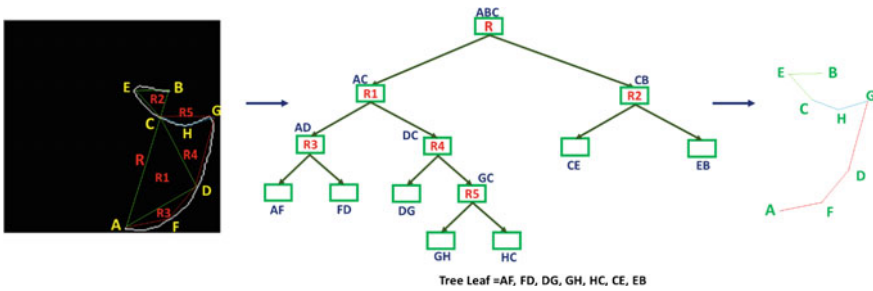 E B
R2
R5 G
C
H
R R4
R1
D
R3
A F
ABC
R
AC CB
R1 R2
AD DC
R3 R4
CE EB
GC
R5
AF FD DG
GH HC
Tree Leaf =AF, FD, DG, GH, HC, CE, EB
E B
G
C H
D
A F